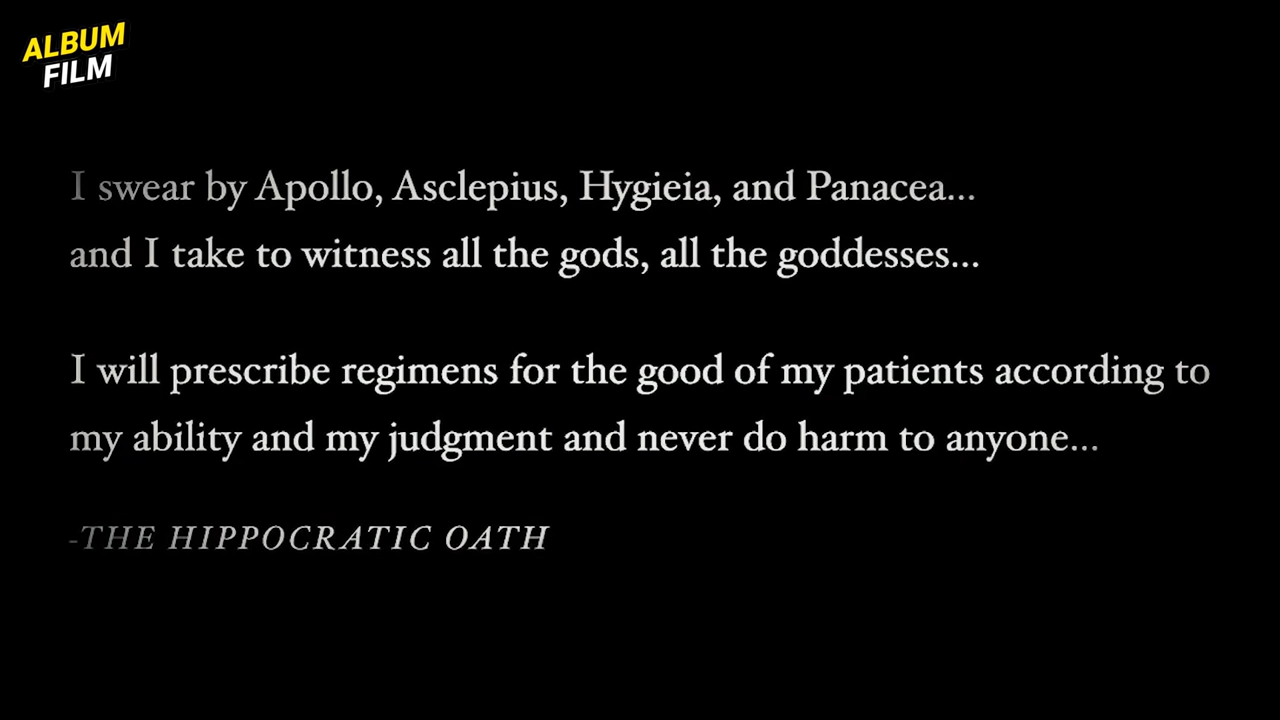 ALBUM
FILM
I swear by Apollo, Asclepius, Hygieia, and Panacea...
and I take to witness all the gods, all the goddesses...
I will prescribe regimens for the good of my patients according to
my ability and my judgment and never do harm to anyone...
-THE HIPPOCRATIC OATH